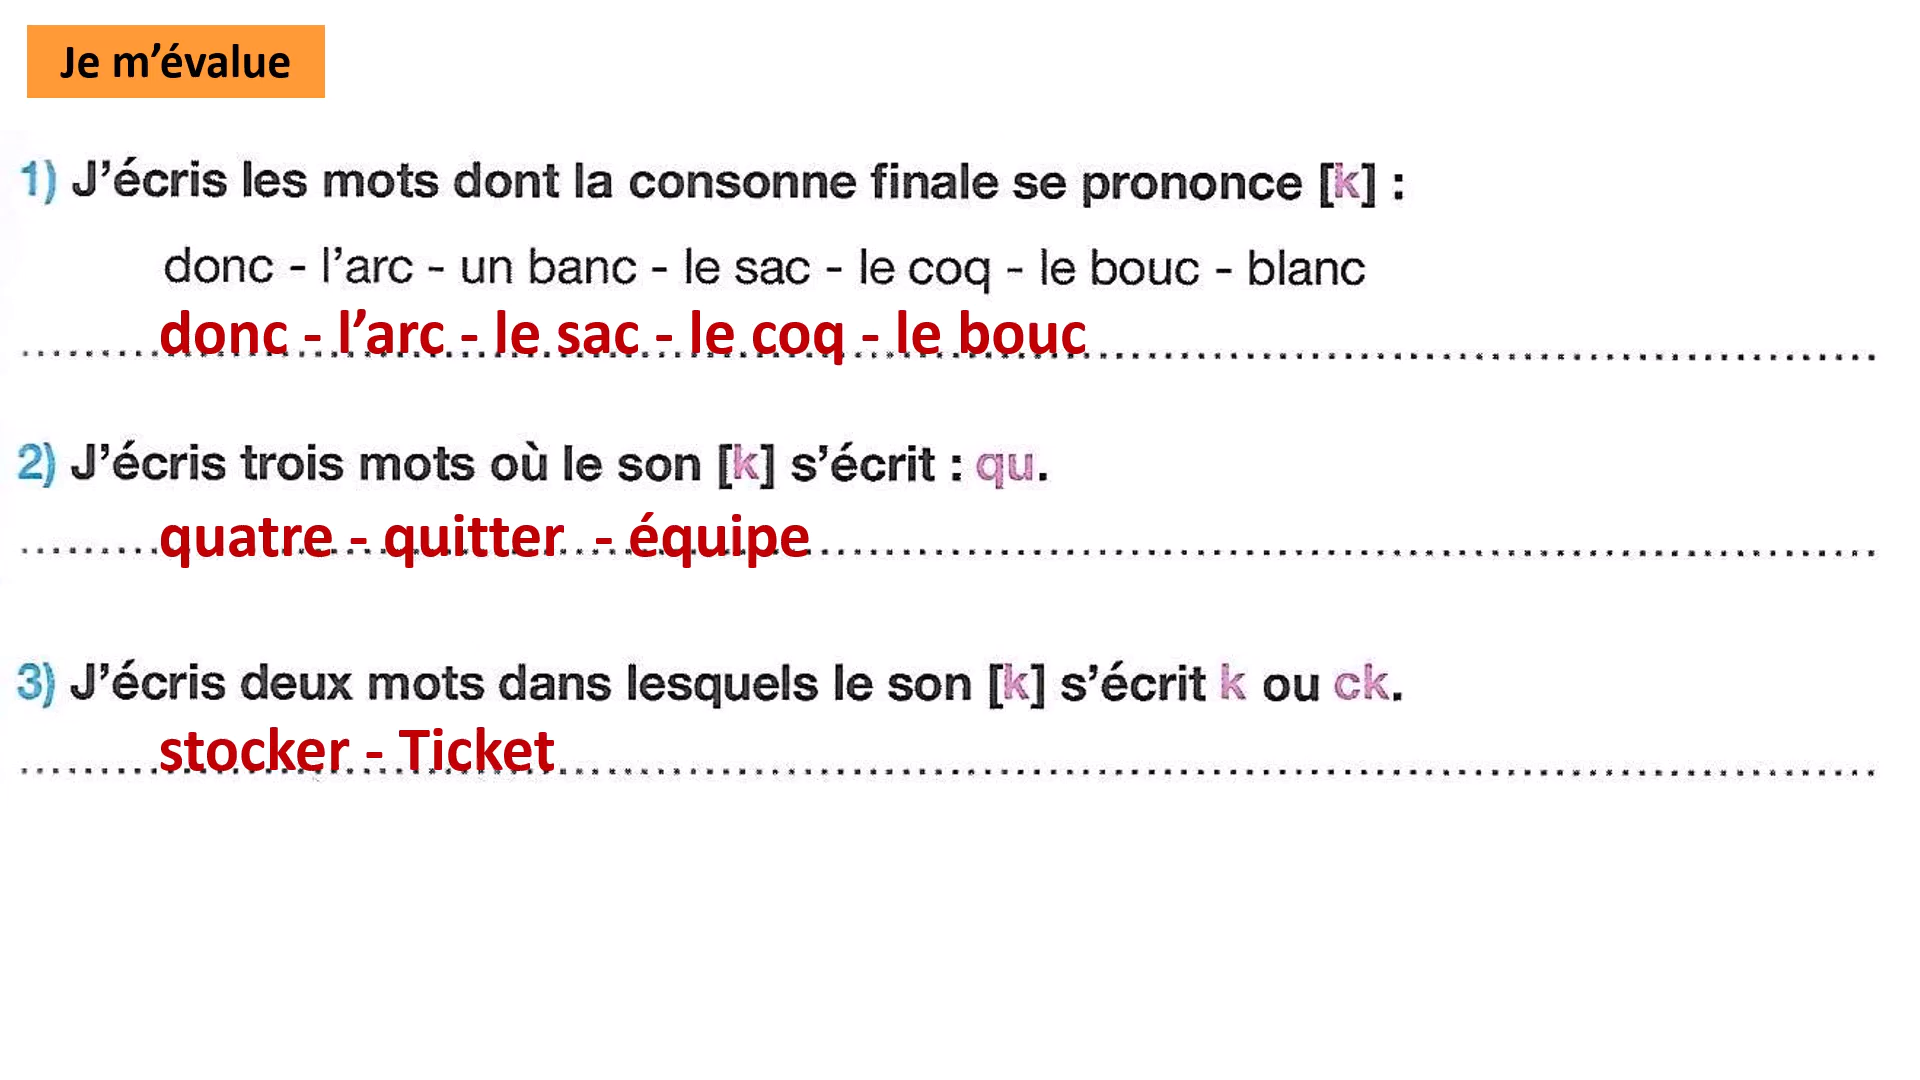 Je m’évalue
1) J’écris les mots dont la consonne finale se prononce [k] :
donc - l’arc - un banc - le sac - le coq - le bouc - blanc
donc - l’arc - le sac - le coq - le bouc
2) J’écris trois mots où le son [k] s’écrit : qu.
quatre - quitter - équipe
3) J’écris deux mots dans lesquels le son [k] s’écrit k ou ck.
stocker - Ticket